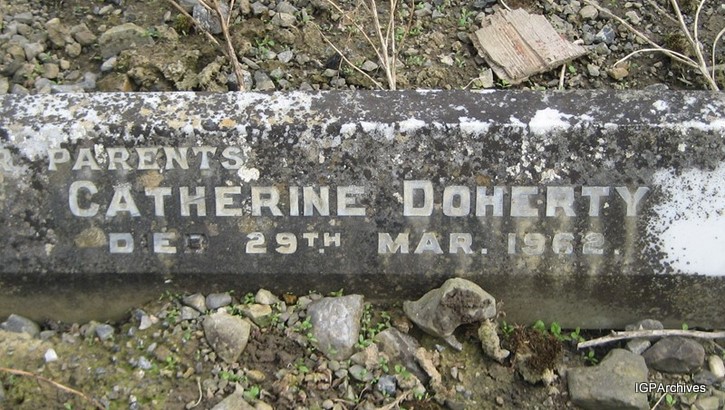 PARENTS
CATHERINE DOHERTY
DIED 29TH MAR. 1962.
IGPArchives